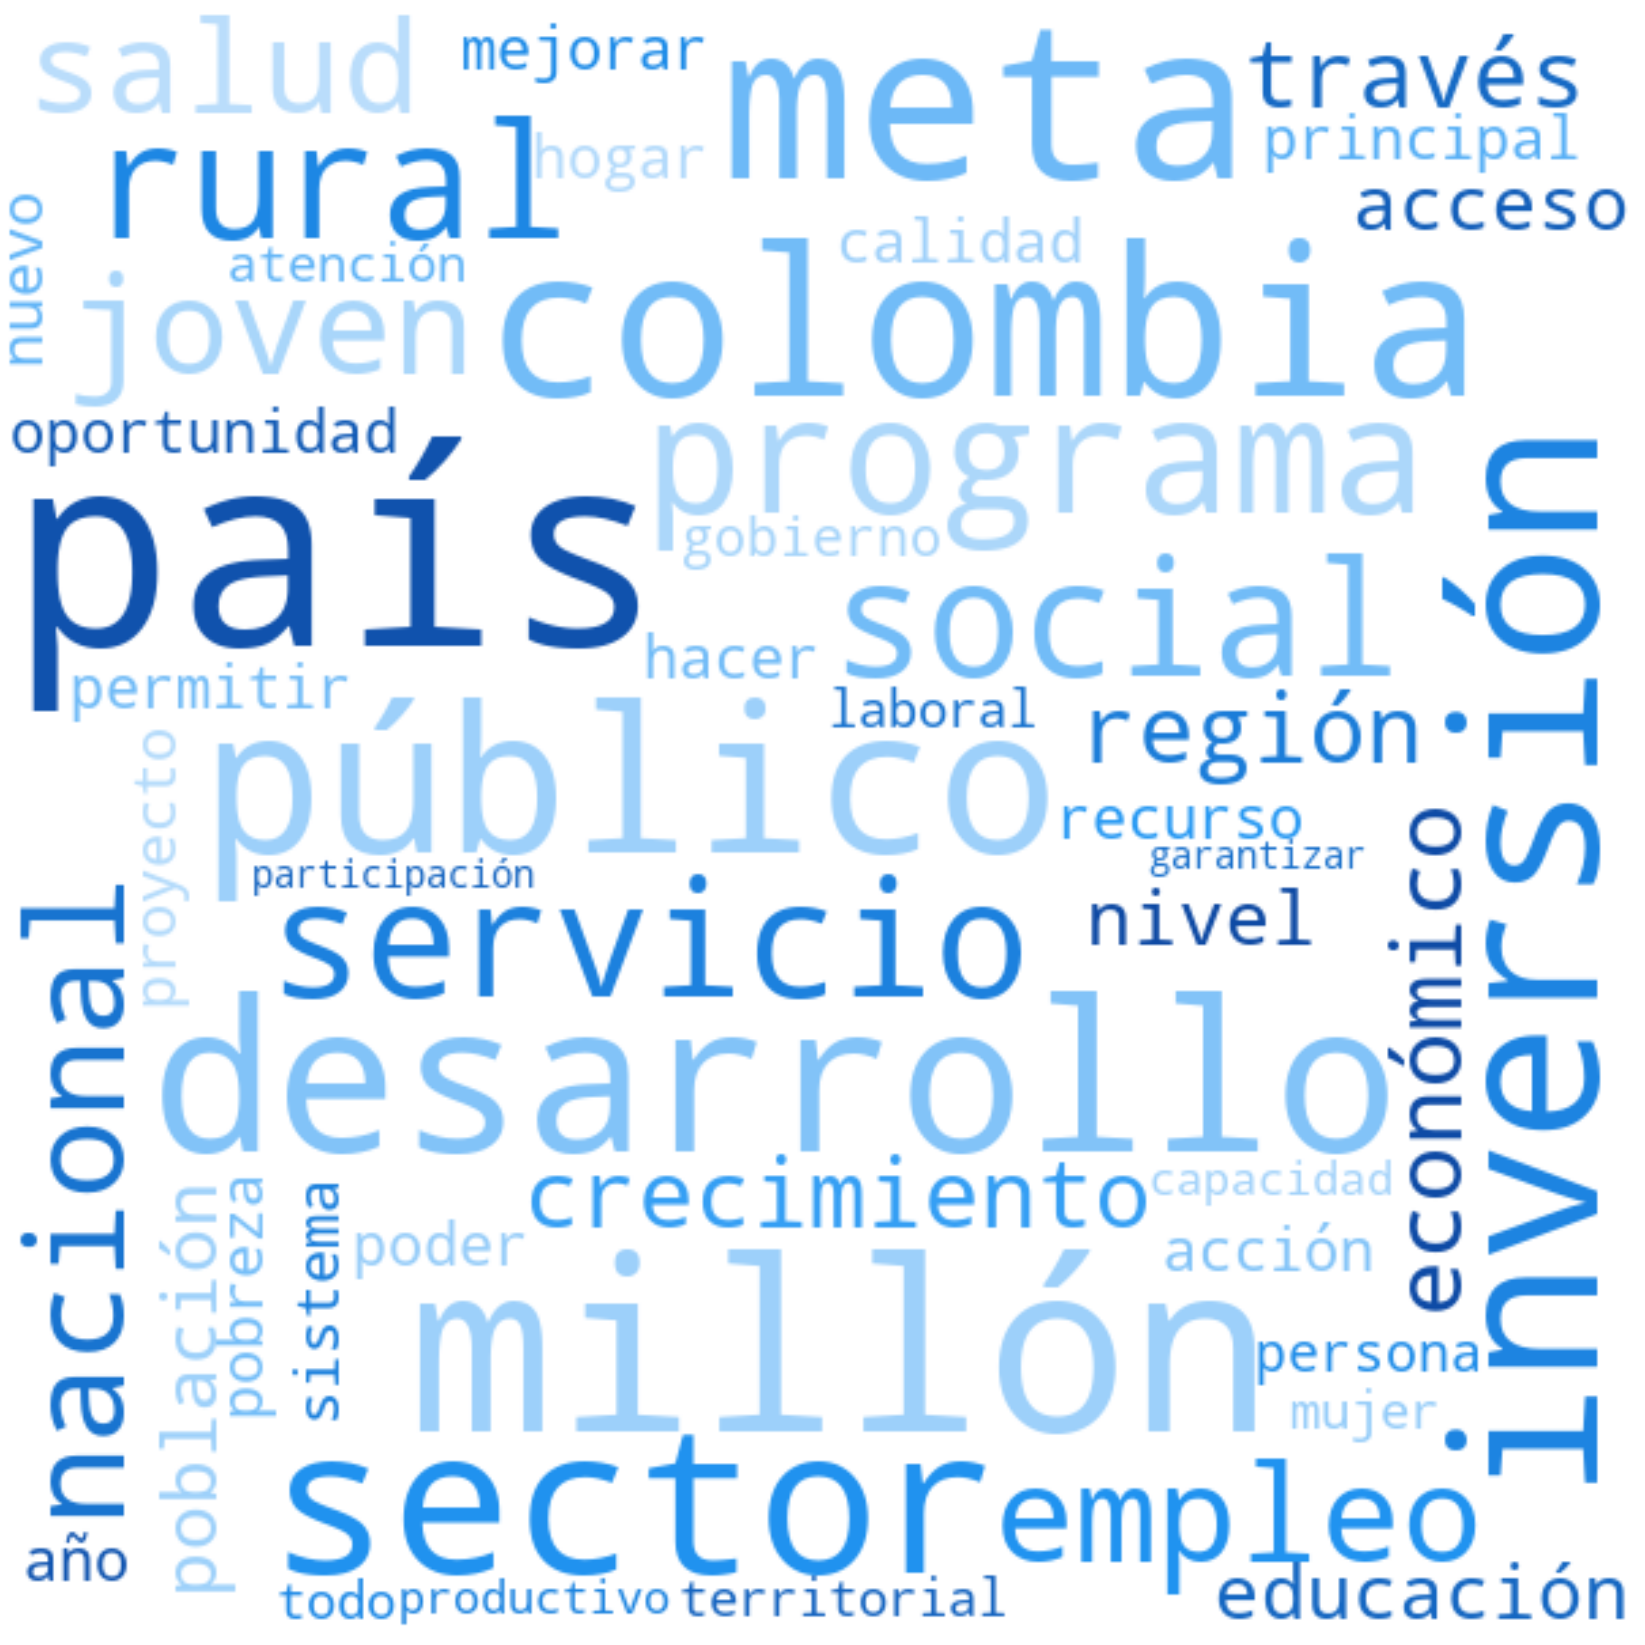 salud
mejorar
meta
través
principal
rural
hogar
acceso
nuevo
atención
calidad
joven
colombia
oportunidad
programa
país
gobierno
inversión
social
hacer
permitir
laboral
región
público
proyecto
recurso
garantizar
económico
participación
nivel
servicio
nacional
desarrollo
crecimiento
capacidad
población
pobreza
sistema
poder
acción
millón
persona
mujer
sector
empleo
año
todo
productivo
territorial
educación